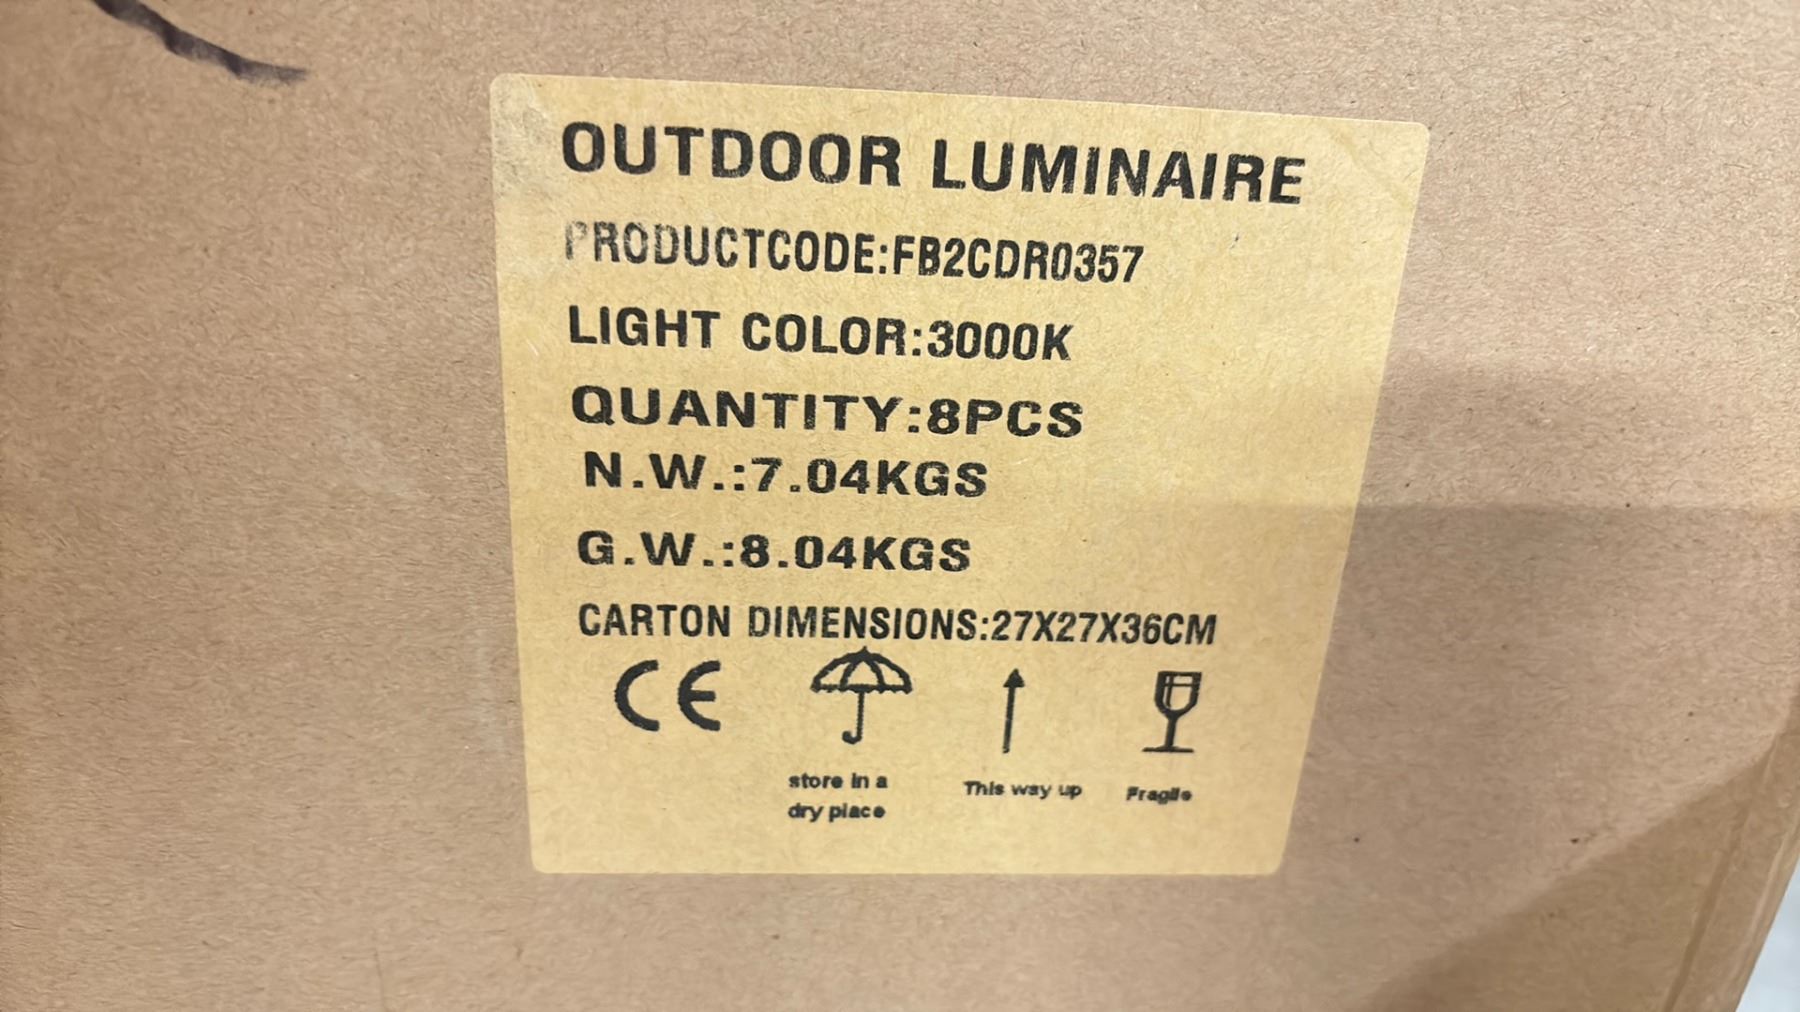 OUTDOOR LUMINAIRE
PRODUCTCODE:FB2CDR0357
LIGHT COLOR:3000K
QUANTITY:8PCS
N.W.:7.04KGS
G.W.:8.04KGS
CARTON DIMENSIONS:27X27X36CM
CE
store in a
dry place
This way up
Fragile